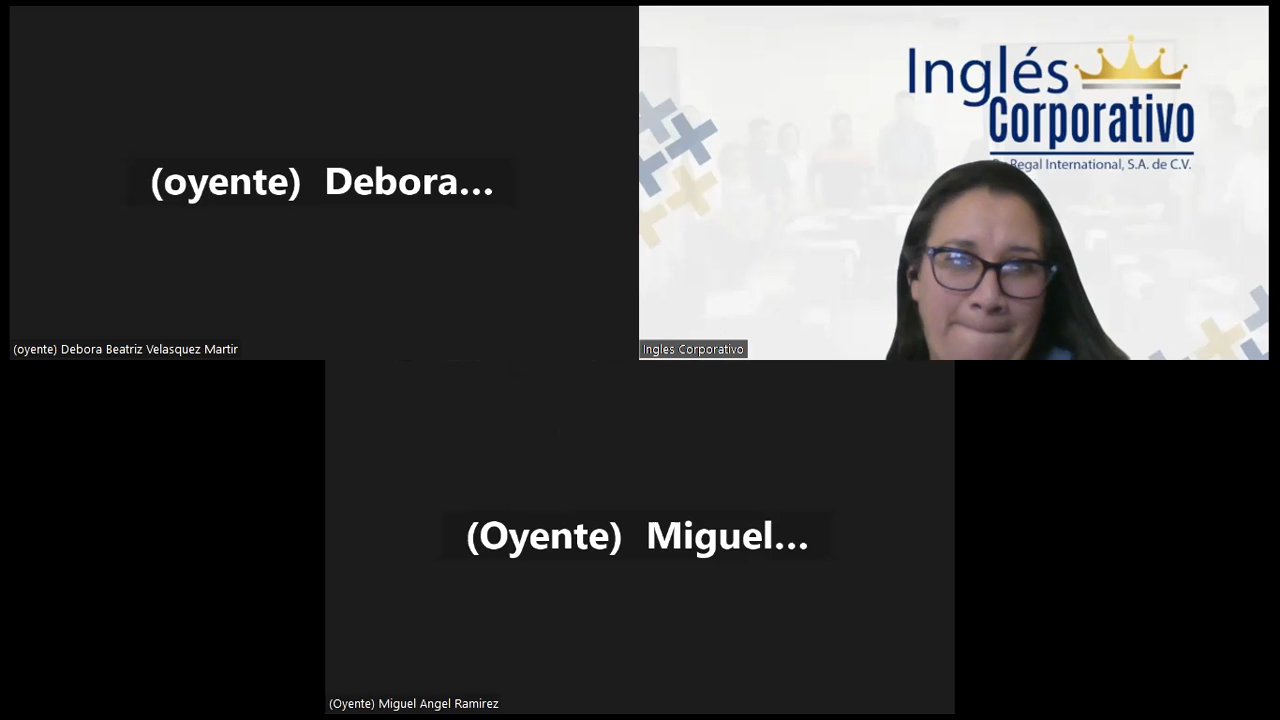 (oyente) Debora...
(oyente) Debora Beatriz Velasquez Martir
Inglés
Corporativo
Regal International, S.A. de C.V.
Ingles Corporativo
(Oyente) Miguel...
(Oyente) Miguel Angel Ramirez